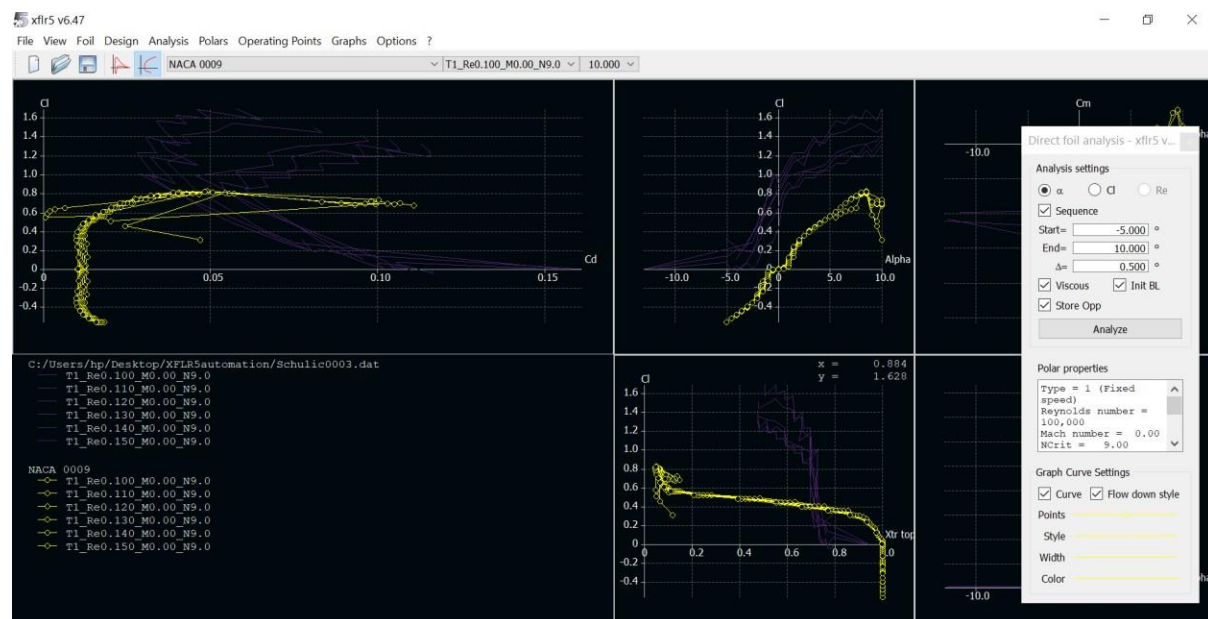 xflr5 v6.47
File View Foil Design Analysis Polars Operating Points Graphs Options ?
NACA 0009 T1_Re0.100_M0.00_N9.0 10.000
Cl
1.6
1.4
1.2
1.0
0.8
0.6
0.4
0.2
0
-0.2
-0.4
0 0.05 0.10 0.15
Cd
Cl
1.6
1.4
1.2
1.0
0.8
0.6
0.4
0.2
0
-0.4
-10.0 -5.0 0 5.0 10.0
Alpha
Cm
-10.0
C:/Users/hp/Desktop/XFLR5automation/Schulic0003.dat
T1_Re0.100_M0.00_N9.0
T1_Re0.110_M0.00_N9.0
T1_Re0.120_M0.00_N9.0
T1_Re0.130_M0.00_N9.0
T1_Re0.140_M0.00_N9.0
T1_Re0.150_M0.00_N9.0
NACA 0009
T1_Re0.100_M0.00_N9.0
T1_Re0.110_M0.00_N9.0
T1_Re0.120_M0.00_N9.0
T1_Re0.130_M0.00_N9.0
T1_Re0.140_M0.00_N9.0
T1_Re0.150_M0.00_N9.0
x = 0.884
y = 1.628
Cl
1.6
1.4
1.2
1.0
0.8
0.6
0.4
0.2
0
-0.2
-0.4
0 0.2 0.4 0.6 0.8
Xtr top
-10.0
Direct foil analysis - xflr5 v...
Analysis settings
α Cl Re
Sequence
Start= -5.000 °
End= 10.000 °
Δ= 0.500 °
Viscous Init BL
Store Opp
Analyze
Polar properties
Type = 1 (Fixed
speed)
Reynolds number =
100,000
Mach number = 0.00
NCrit = 9.00
Graph Curve Settings
Curve Flow down style
Points
Style
Width
Color